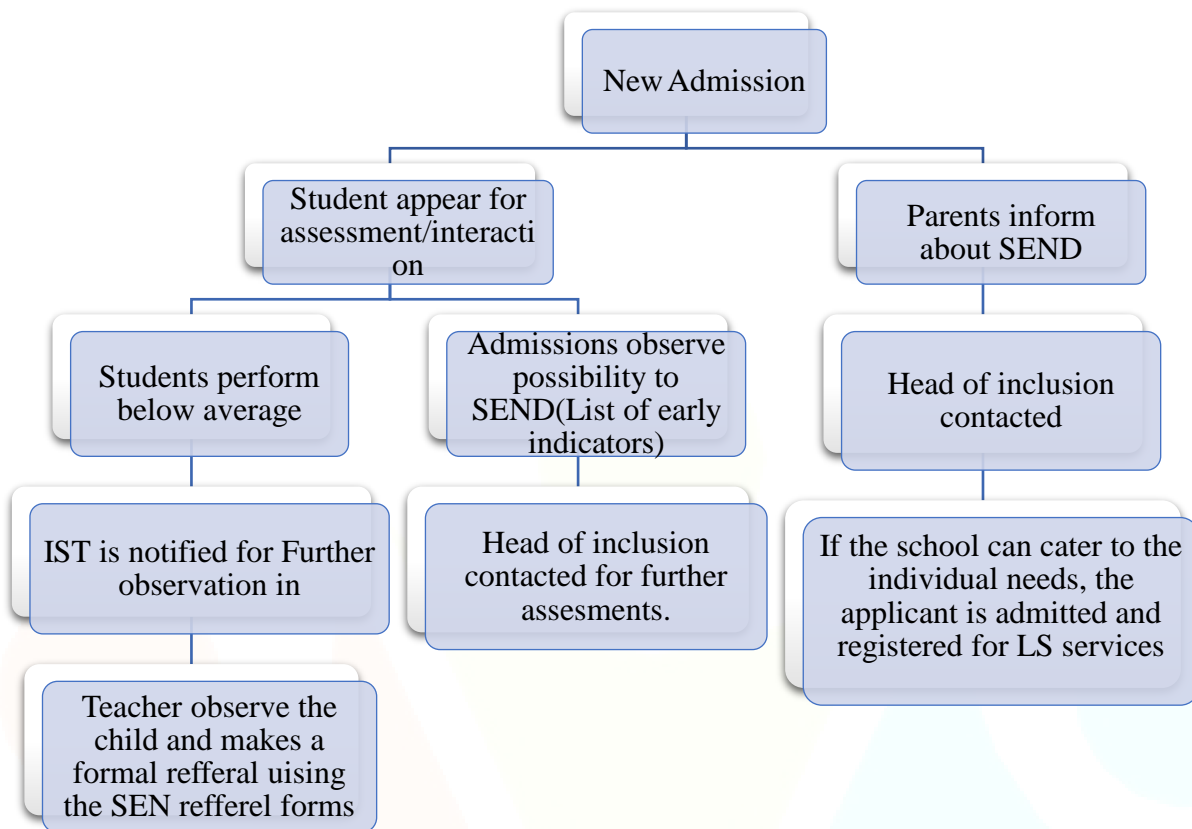 New Admission
Student appear for
assessment/interacti
on
Parents inform
about SEND
Students perform
below average
Admissions observe
possibility to
SEND(List of early
indicators)
Head of inclusion
contacted
IST is notified for Further
observation in
Head of inclusion
contacted for further
assesments.
If the school can cater to the
individual needs, the
applicant is admitted and
registered for LS services
Teacher observe the
child and makes a
formal refferal uising
the SEN refferel forms